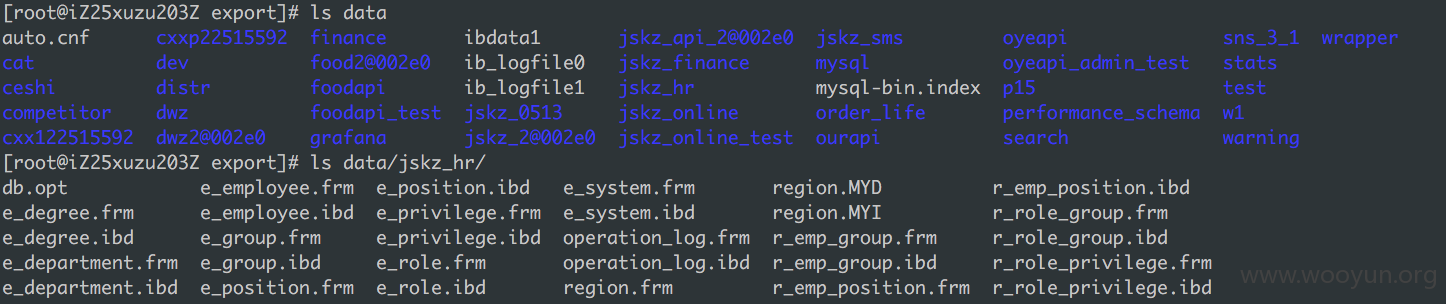 [root@iZ25xuzu203Z export]# ls data
auto.cnf cxxp22515592 finance ibdata1 jskz_api_2@002e0 jskz_sms oyeapi sns_3_1 wrapper
cat dev food2@002e0 ib_logfile0 jskz_finance mysql oyeapi_admin_test stats
ceshi distr foodapi ib_logfile1 jskz_hr mysql-bin.index p15 test
competitor dwz foodapi_test jskz_0513 jskz_online order_life performance_schema w1
cxx122515592 dwz2@002e0 grafana jskz_2@002e0 jskz_online_test ourapi search warning
[root@iZ25xuzu203Z export]# ls data/jskz_hr/
db.opt e_employee.frm e_position.ibd e_system.frm region.MYD r_emp_position.ibd
e_degree.frm e_employee.ibd e_privilege.frm e_system.ibd region.MYI r_role_group.frm
e_degree.ibd e_group.frm e_privilege.ibd operation_log.frm r_emp_group.frm r_role_group.ibd
e_department.frm e_group.ibd e_role.frm operation_log.ibd r_emp_group.ibd r_role_privilege.frm
e_department.ibd e_position.frm e_role.ibd region.frm r_emp_position.frm r_role_privilege.ibd
www.wooyun.org